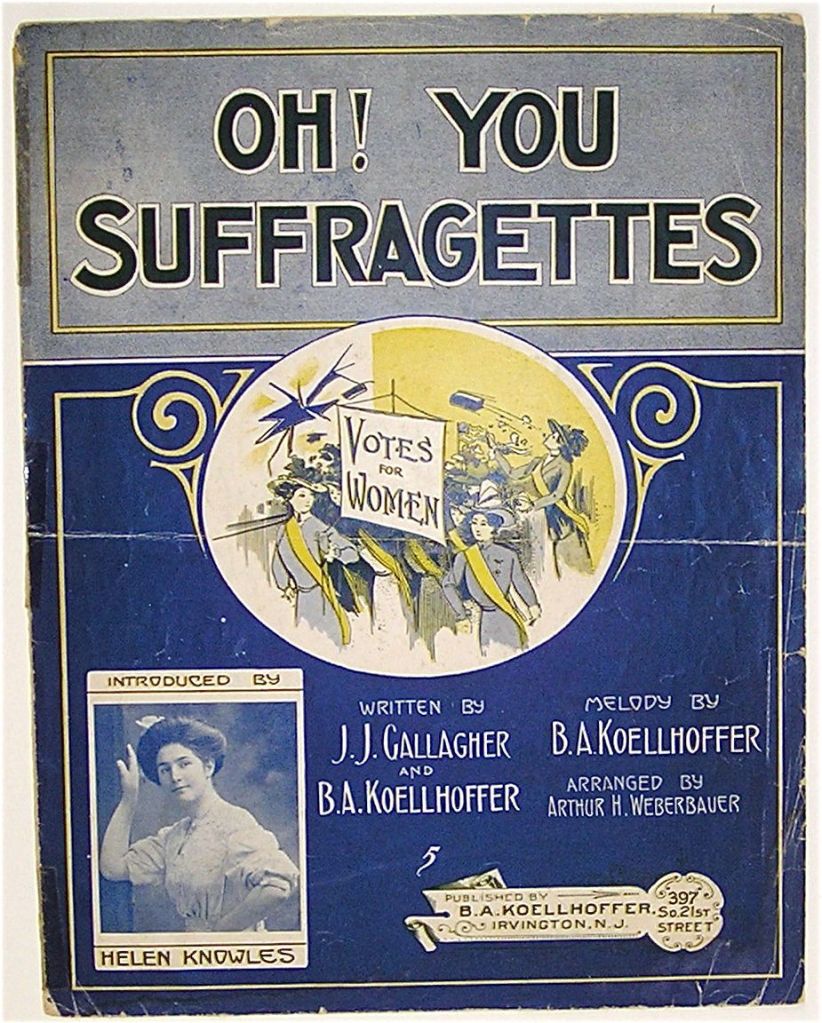 OH! YOU
SUFFRAGETTES
VOTES
FOR
WOMEN
INTRODUCED BY
HELEN KNOWLES
WRITTEN BY
J.J. GALLAGHER
AND
B.A. KOELLHOFFER
MELODY BY
B.A. KOELLHOFFER
ARRANGED BY
ARTHUR H. WEBERBAUER
5
PUBLISHED BY
B.A. KOELLHOFFER.
IRVINGTON, N.J.
397
So. 21ST
STREET